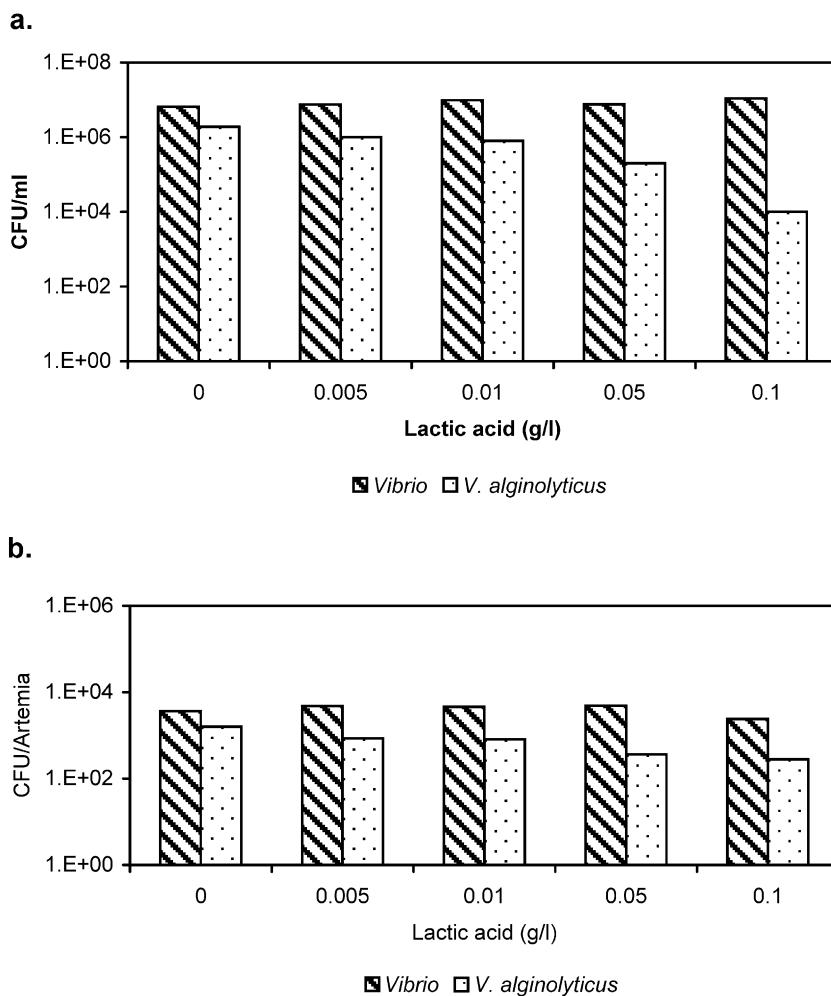 a.
1.E+08
1.E+06
1.E+04
1.E+02
1.E+00
CFU/ml
0 0.005 0.01 0.05 0.1
Lactic acid (g/l)
Vibrio V. alginolyticus
b.
1.E+06
1.E+04
1.E+02
1.E+00
CFU/Artemia
0 0.005 0.01 0.05 0.1
Lactic acid (g/l)
Vibrio V. alginolyticus